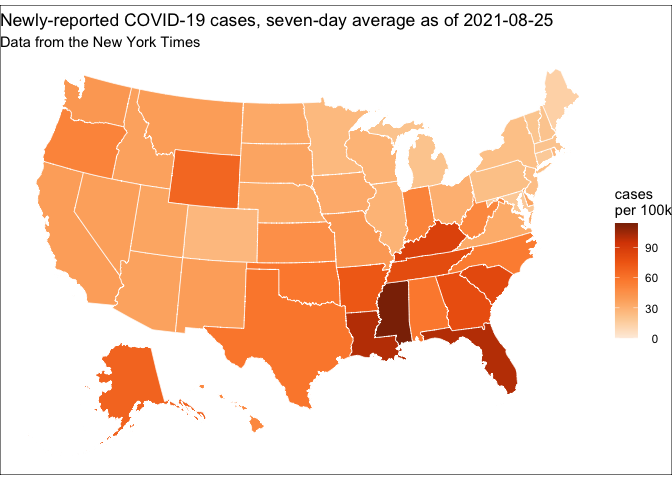 Newly-reported COVID-19 cases, seven-day average as of 2021-08-25
Data from the New York Times
cases
per 100k
90
60
30
0